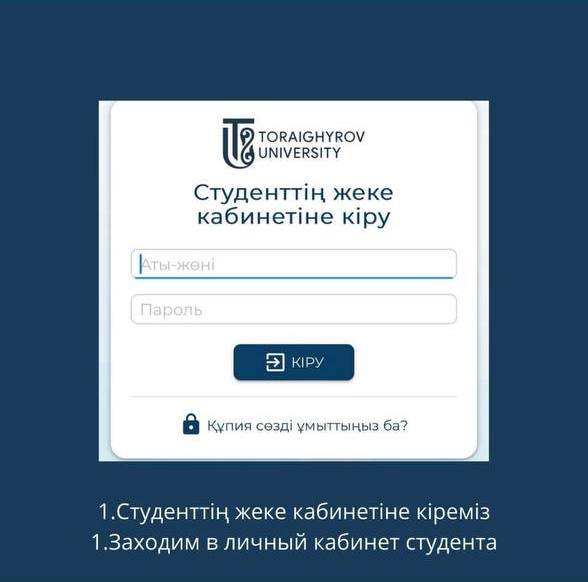 TORAIGHYROV
UNIVERSITY
Студенттің жеке
кабинетіне кіру
Аты-жөні
Пароль
КІРУ
Құпия сөзді ұмыттыңыз ба?
1.Студенттің жеке кабинетіне кіреміз
1.Заходим в личный кабинет студента